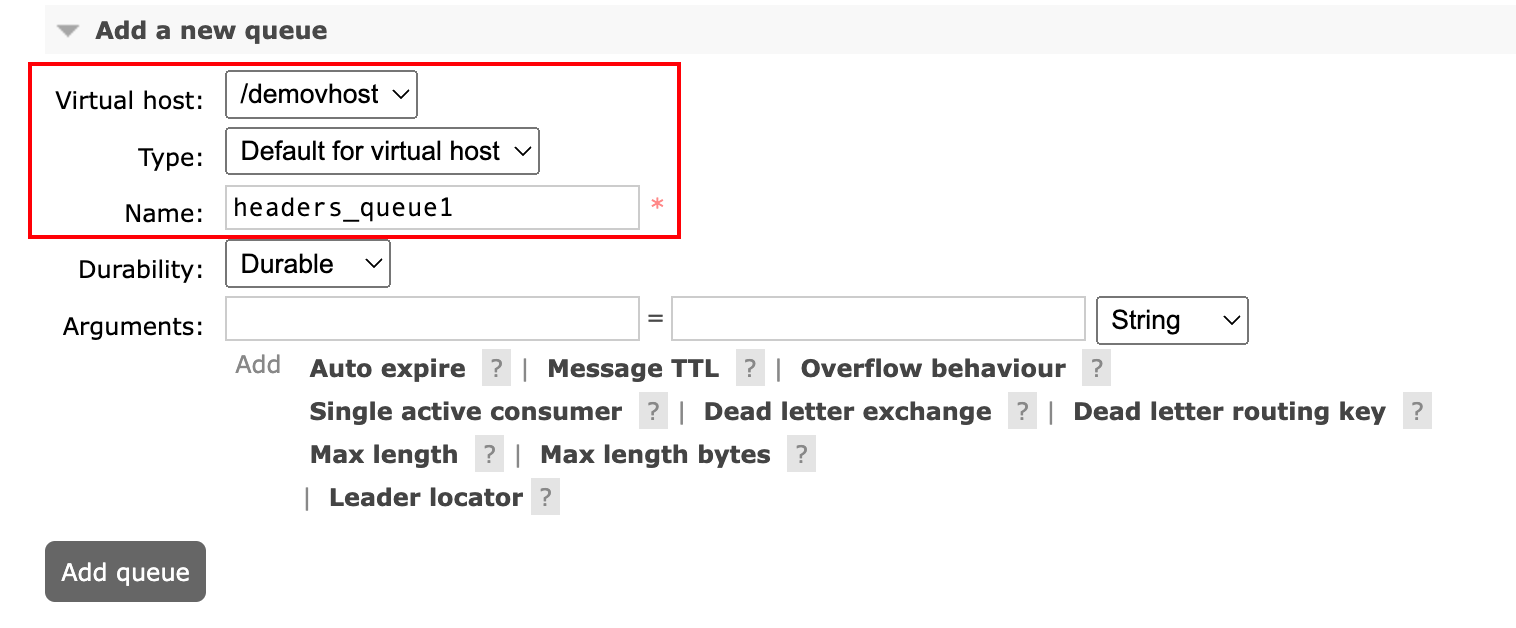 Add a new queue
Virtual host: /demovhost
Type: Default for virtual host
Name: headers_queue1 *
Durability: Durable
Arguments: = String
Add Auto expire ? | Message TTL ? | Overflow behaviour ?
Single active consumer ? | Dead letter exchange ? | Dead letter routing key ?
Max length ? | Max length bytes ?
| Leader locator ?
Add queue